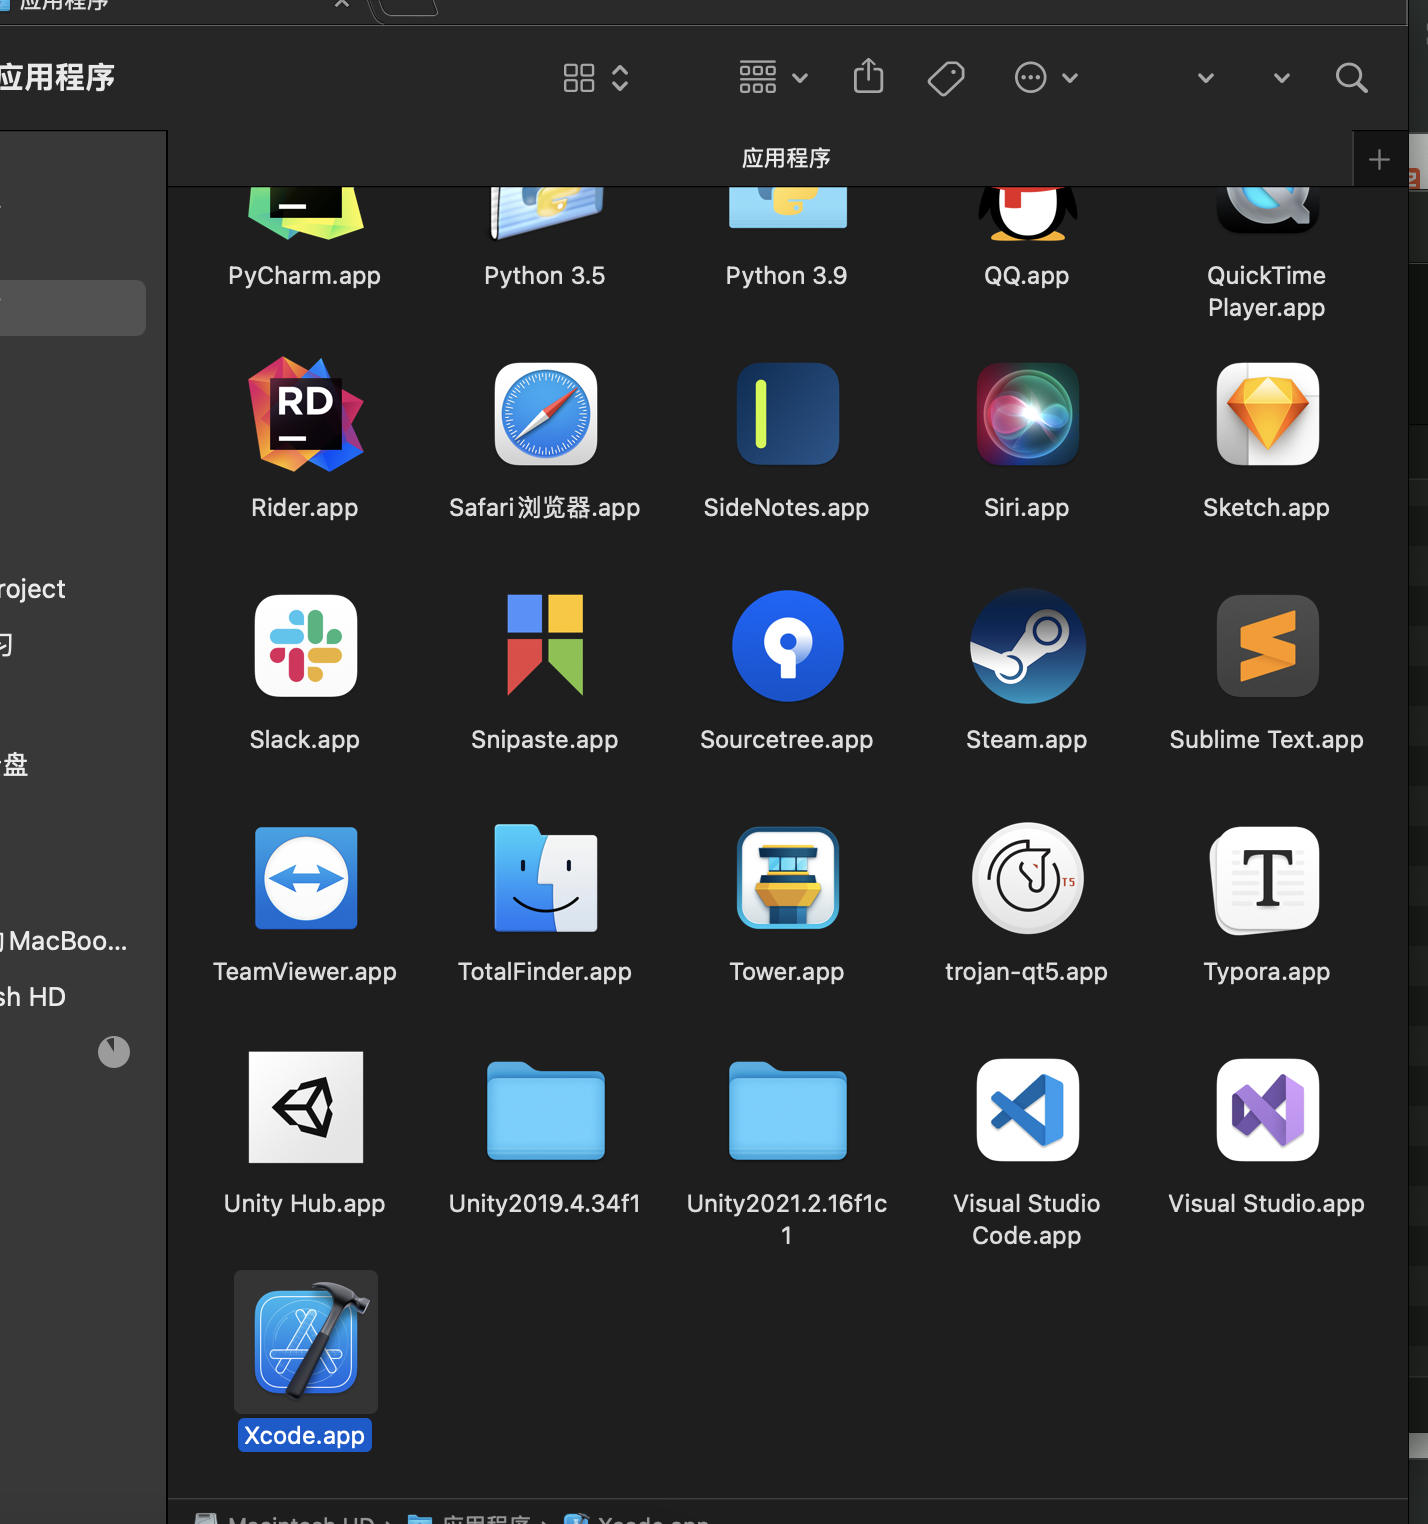 应用程序
应用程序
应用程序
PyCharm.app
Python 3.5
Python 3.9
QQ.app
QuickTime
Player.app
RD
Rider.app
Safari浏览器.app
SideNotes.app
Siri.app
Sketch.app
roject
习
Slack.app
Snipaste.app
Sourcetree.app
Steam.app
Sublime Text.app
盘
T5
T
MacBoo...
TeamViewer.app
TotalFinder.app
Tower.app
trojan-qt5.app
Typora.app
sh HD
Unity Hub.app
Unity2019.4.34f1
Unity2021.2.16f1c
1
Visual Studio
Code.app
Visual Studio.app
Xcode.app
Macintosh HD
应用程序
Xcode.app